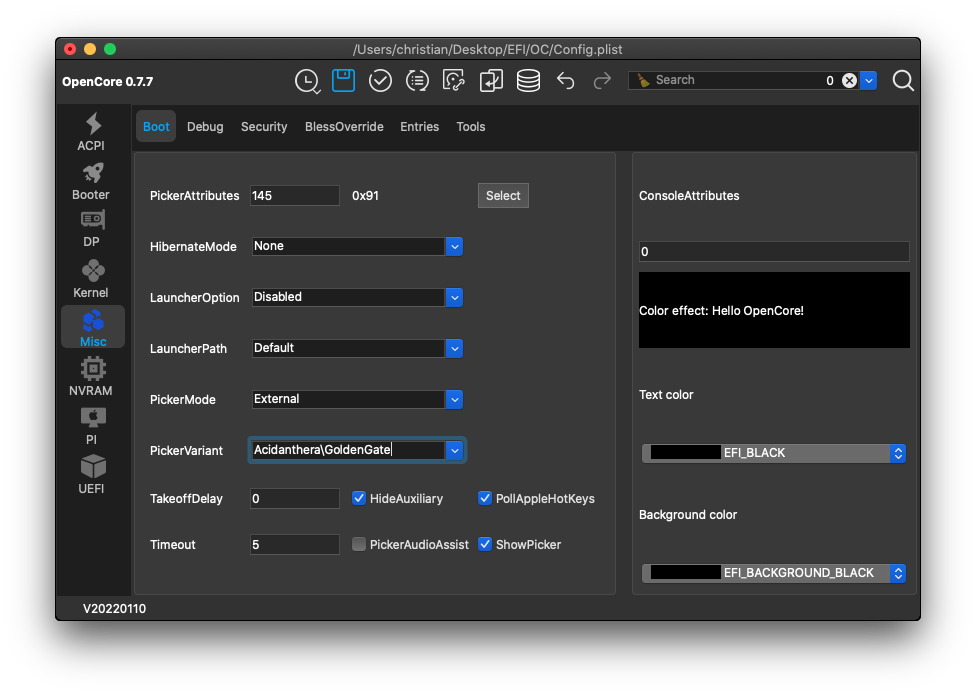 /Users/christian/Desktop/EFI/OC/Config.plist
OpenCore 0.7.7
Search 0
ACPI
Booter
DP
Kernel
Misc
NVRAM
PI
UEFI
Boot Debug Security BlessOverride Entries Tools
PickerAttributes 145 0x91 Select
HibernateMode None
LauncherOption Disabled
LauncherPath Default
PickerMode External
PickerVariant Acidanthera\GoldenGate
TakeoffDelay 0 HideAuxiliary PollAppleHotKeys
Timeout 5 PickerAudioAssist ShowPicker
ConsoleAttributes
0
Color effect: Hello OpenCore!
Text color
EFI_BLACK
Background color
EFI_BACKGROUND_BLACK
V20220110